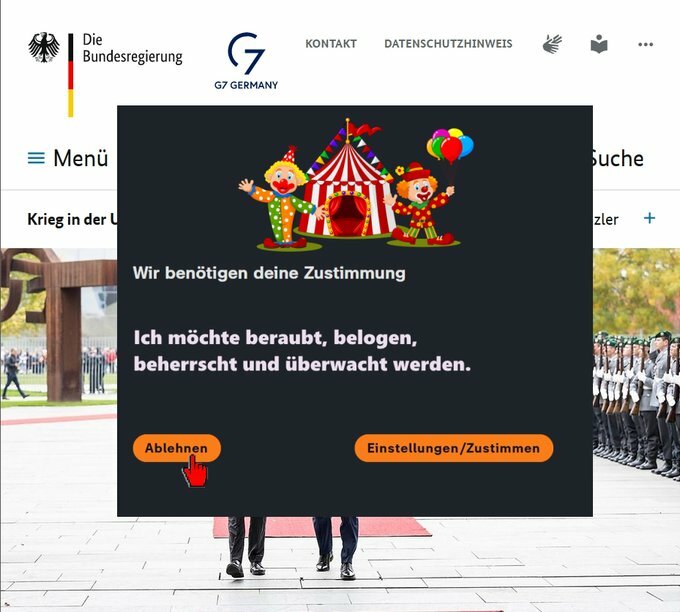 Die
Bundesregierung
G7 GERMANY
KONTAKT
DATENSCHUTZHINWEIS
Menü
Suche
Krieg in der
Wir benötigen deine Zustimmung
Ich möchte beraubt, belogen,
beherrscht und überwacht werden.
Ablehnen
Einstellungen/Zustimmen